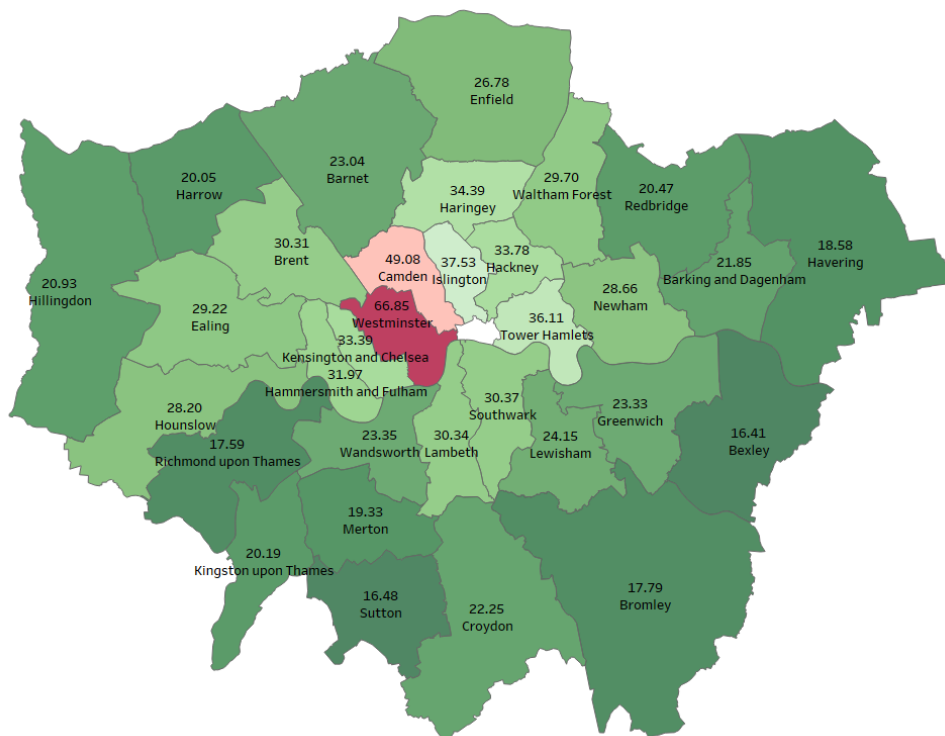 26.78
Enfield
23.04
Barnet
20.05
Harrow
34.39
Haringey
29.70
Waltham Forest
20.47
Redbridge
18.58
Havering
21.85
Barking and Dagenham
30.31
Brent
49.08
Camden
37.53
Islington
33.78
Hackney
28.66
Newham
20.93
Hillingdon
29.22
Ealing
66.85
Westminster
36.11
Tower Hamlets
33.39
Kensington and Chelsea
31.97
Hammersmith and Fulham
28.20
Hounslow
17.59
Richmond upon Thames
23.35
Wandsworth
30.34
Lambeth
30.37
Southwark
24.15
Lewisham
23.33
Greenwich
16.41
Bexley
19.33
Merton
20.19
Kingston upon Thames
16.48
Sutton
22.25
Croydon
17.79
Bromley